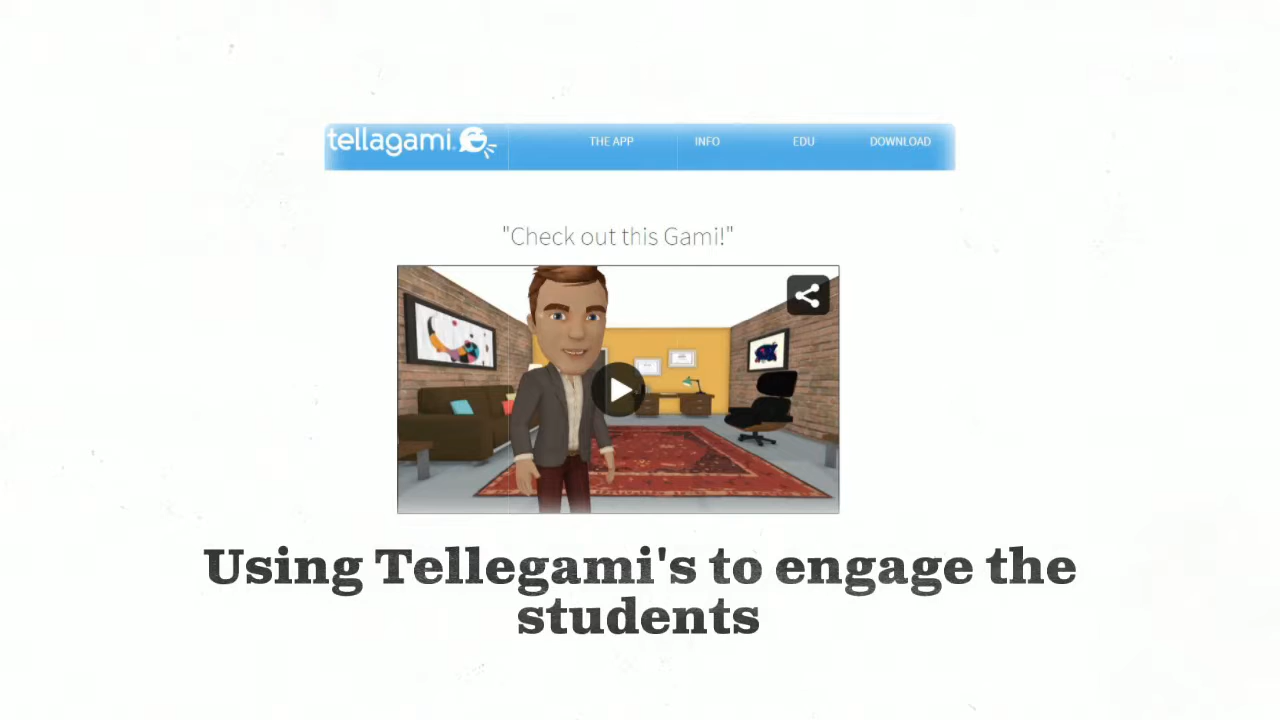 tellagami
THE APP
INFO
EDU
DOWNLOAD
"Check out this Gami!"
Using Tellegami's to engage the
students